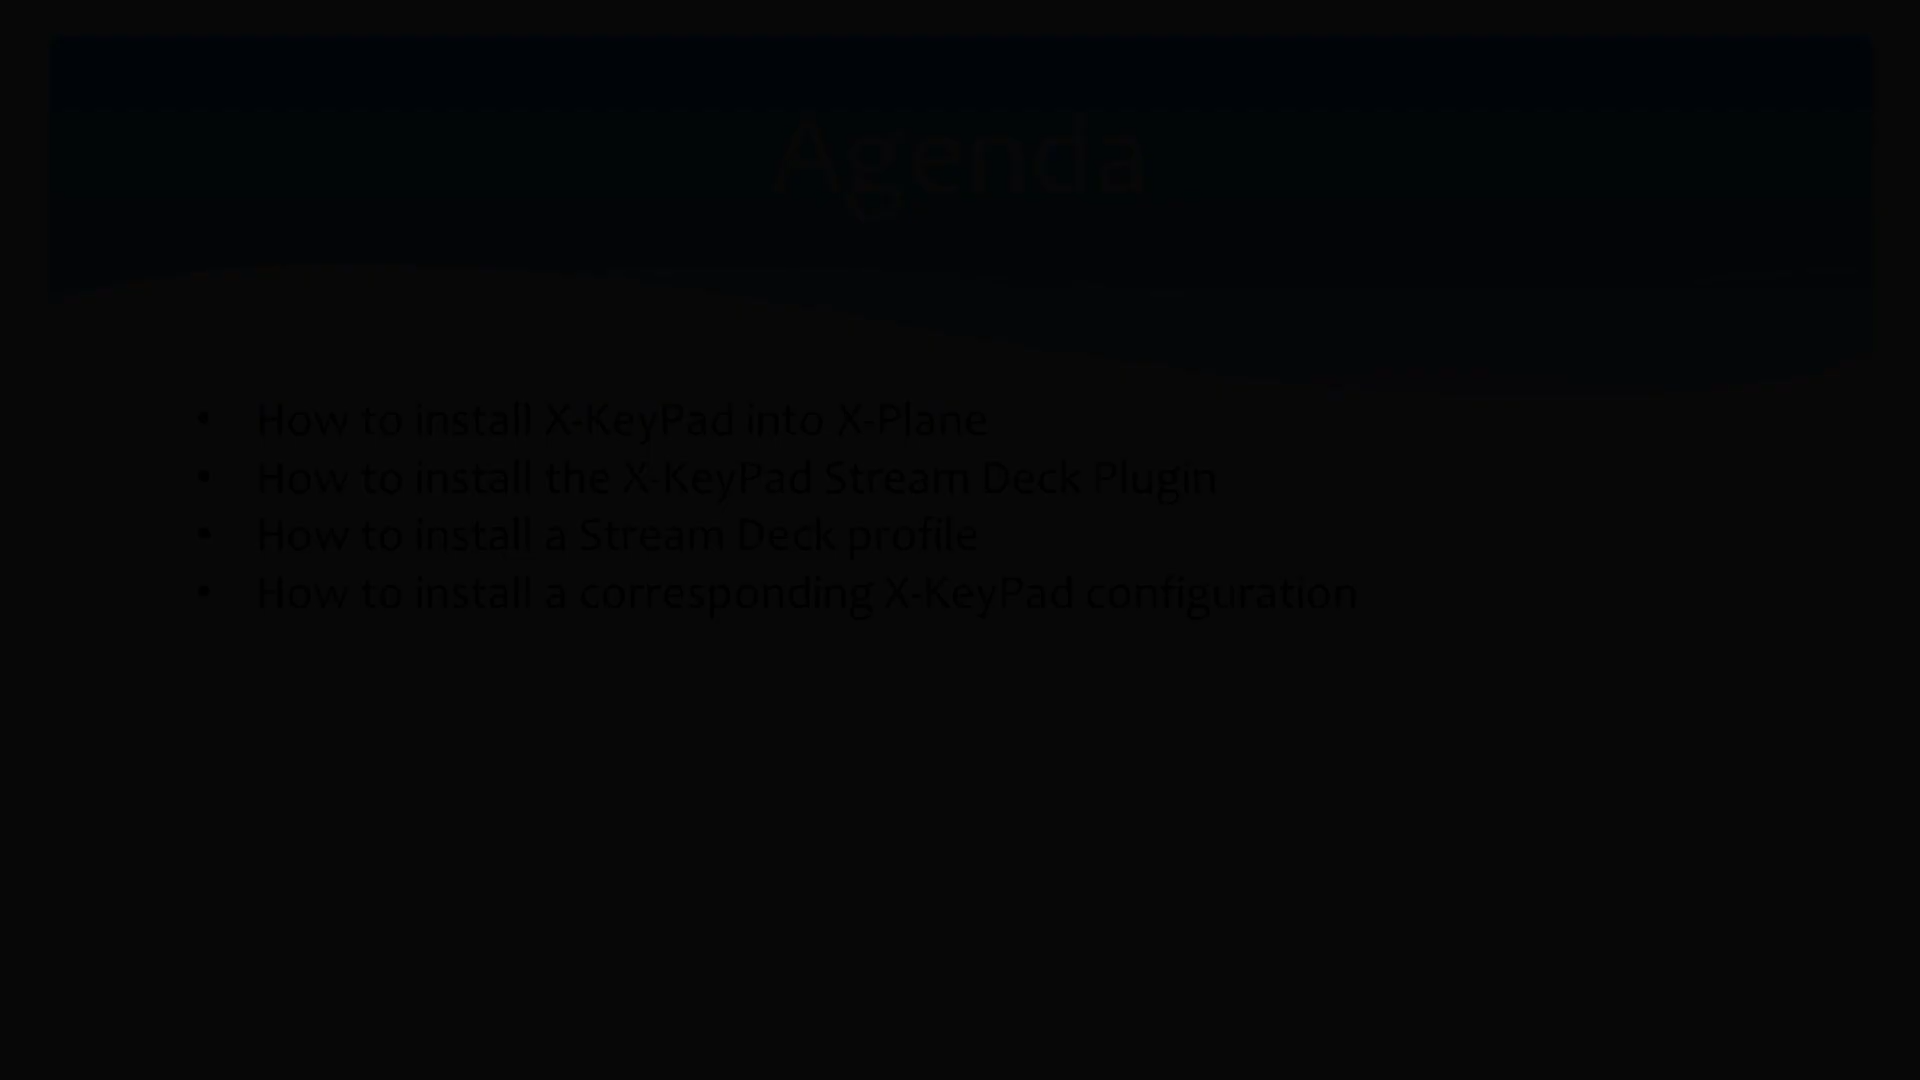 Agenda
• How to install X-KeyPad into X-Plane
• How to install the X-KeyPad Stream Deck Plugin
• How to install a Stream Deck profile
• How to install a corresponding X-KeyPad configuration